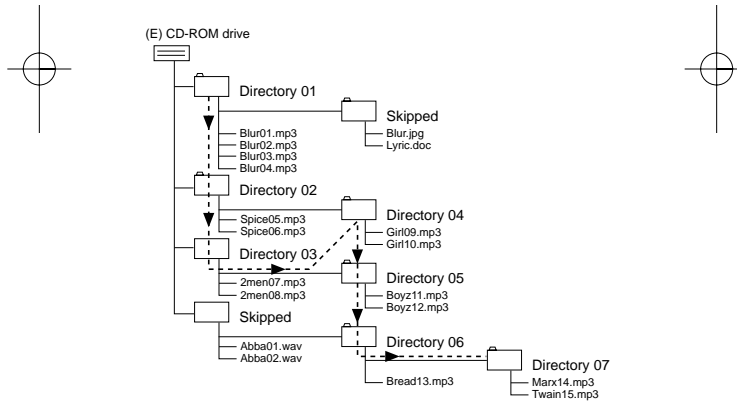 (E) CD-ROM drive
Directory 01
Skipped
Blur01.mp3
Blur.jpg
Blur02.mp3
Lyric.doc
Blur03.mp3
Blur04.mp3
Directory 02
Directory 04
Spice05.mp3
Spice06.mp3
Girl09.mp3
Girl10.mp3
Directory 03
Directory 05
2men07.mp3
2men08.mp3
Boyz11.mp3
Boyz12.mp3
Skipped
Directory 06
Abba01.wav
Abba02.wav
Directory 07
Bread13.mp3
Marx14.mp3
Twain15.mp3